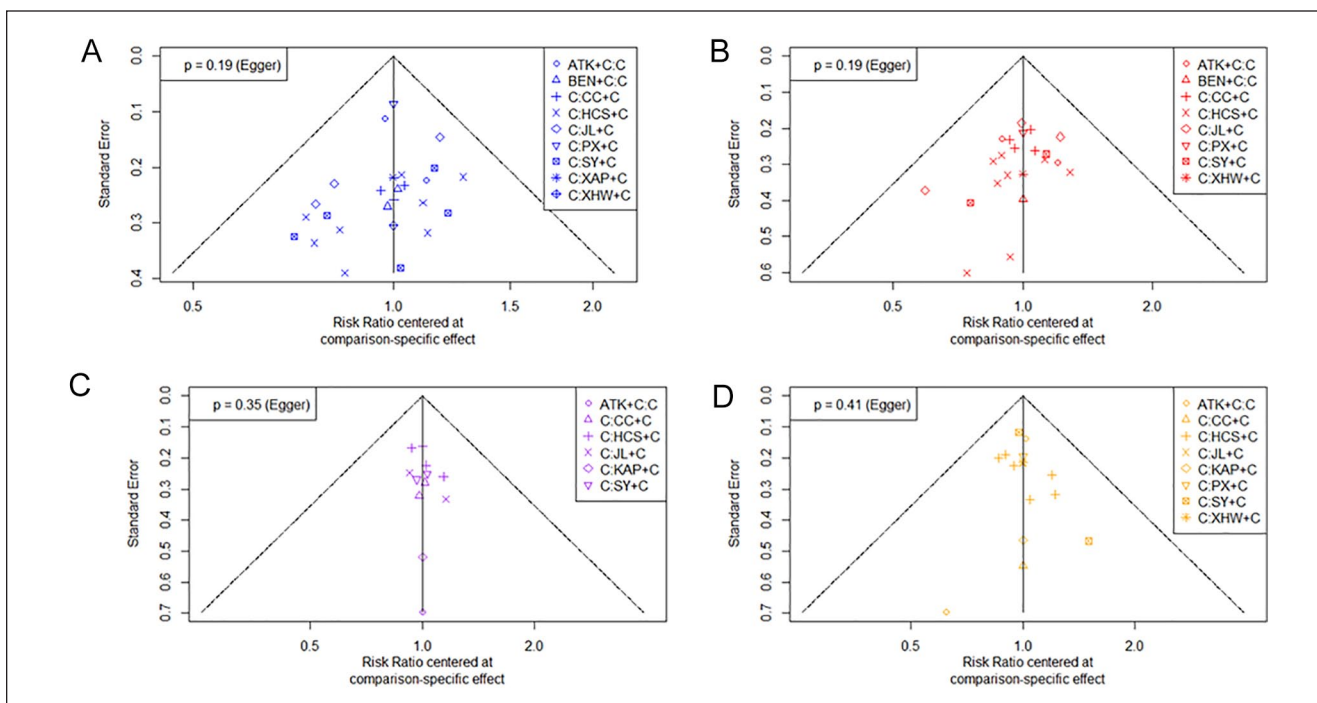 A
p = 0.19 (Egger)
ATK+C:C
BEN+C:C
C:CC+C
C:HCS+C
C:JL+C
C:PX+C
C:SY+C
C:XAP+C
C:XHW+C
Standard Error
0.0
0.1
0.2
0.3
0.4
0.5 1.0 1.5 2.0
Risk Ratio centered at
comparison-specific effect
B
p = 0.19 (Egger)
ATK+C:C
BEN+C:C
C:CC+C
C:HCS+C
C:JL+C
C:PX+C
C:SY+C
C:XHW+C
Standard Error
0.0
0.1
0.2
0.3
0.4
0.5
0.6
0.5 1.0 2.0
Risk Ratio centered at
comparison-specific effect
C
p = 0.35 (Egger)
ATK+C:C
C:CC+C
C:HCS+C
C:JL+C
C:KAP+C
C:SY+C
Standard Error
0.0
0.1
0.2
0.3
0.4
0.5
0.6
0.7
0.5 1.0 2.0
Risk Ratio centered at
comparison-specific effect
D
p = 0.41 (Egger)
ATK+C:C
C:CC+C
C:HCS+C
C:JL+C
C:KAP+C
C:PX+C
C:SY+C
C:XHW+C
Standard Error
0.0
0.1
0.2
0.3
0.4
0.5
0.6
0.7
0.5 1.0 2.0
Risk Ratio centered at
comparison-specific effect